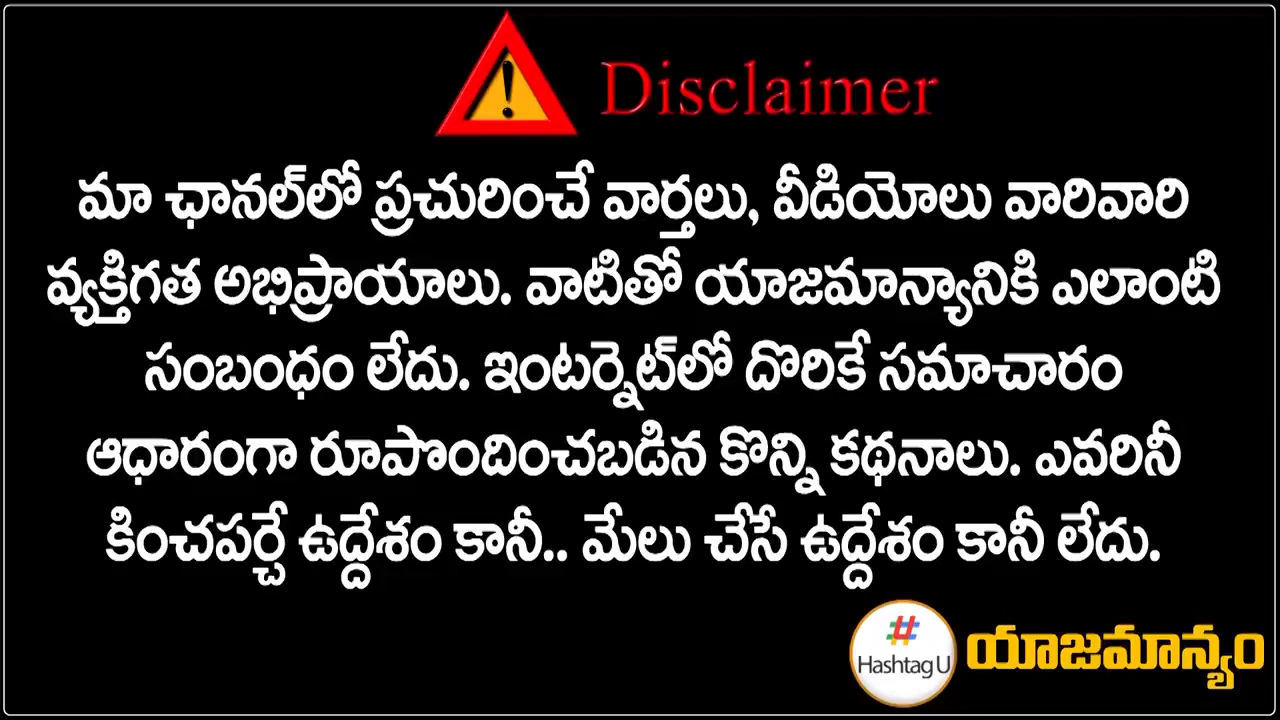 Disclaimer
మా ఛానల్‌లో ప్రచురించే వార్తలు, వీడియోలు వారివారి
వ్యక్తిగత అభిప్రాయాలు. వాటితో యాజమాన్యానికి ఎలాంటి
సంబంధం లేదు. ఇంటర్నెట్‌లో దొరికే సమాచారం
ఆధారంగా రూపొందించబడిన కొన్ని కథనాలు. ఎవరినీ
కించపర్చే ఉద్దేశం కానీ.. మేలు చేసే ఉద్దేశం కానీ లేదు.
# Hashtag U యాజమాన్యం